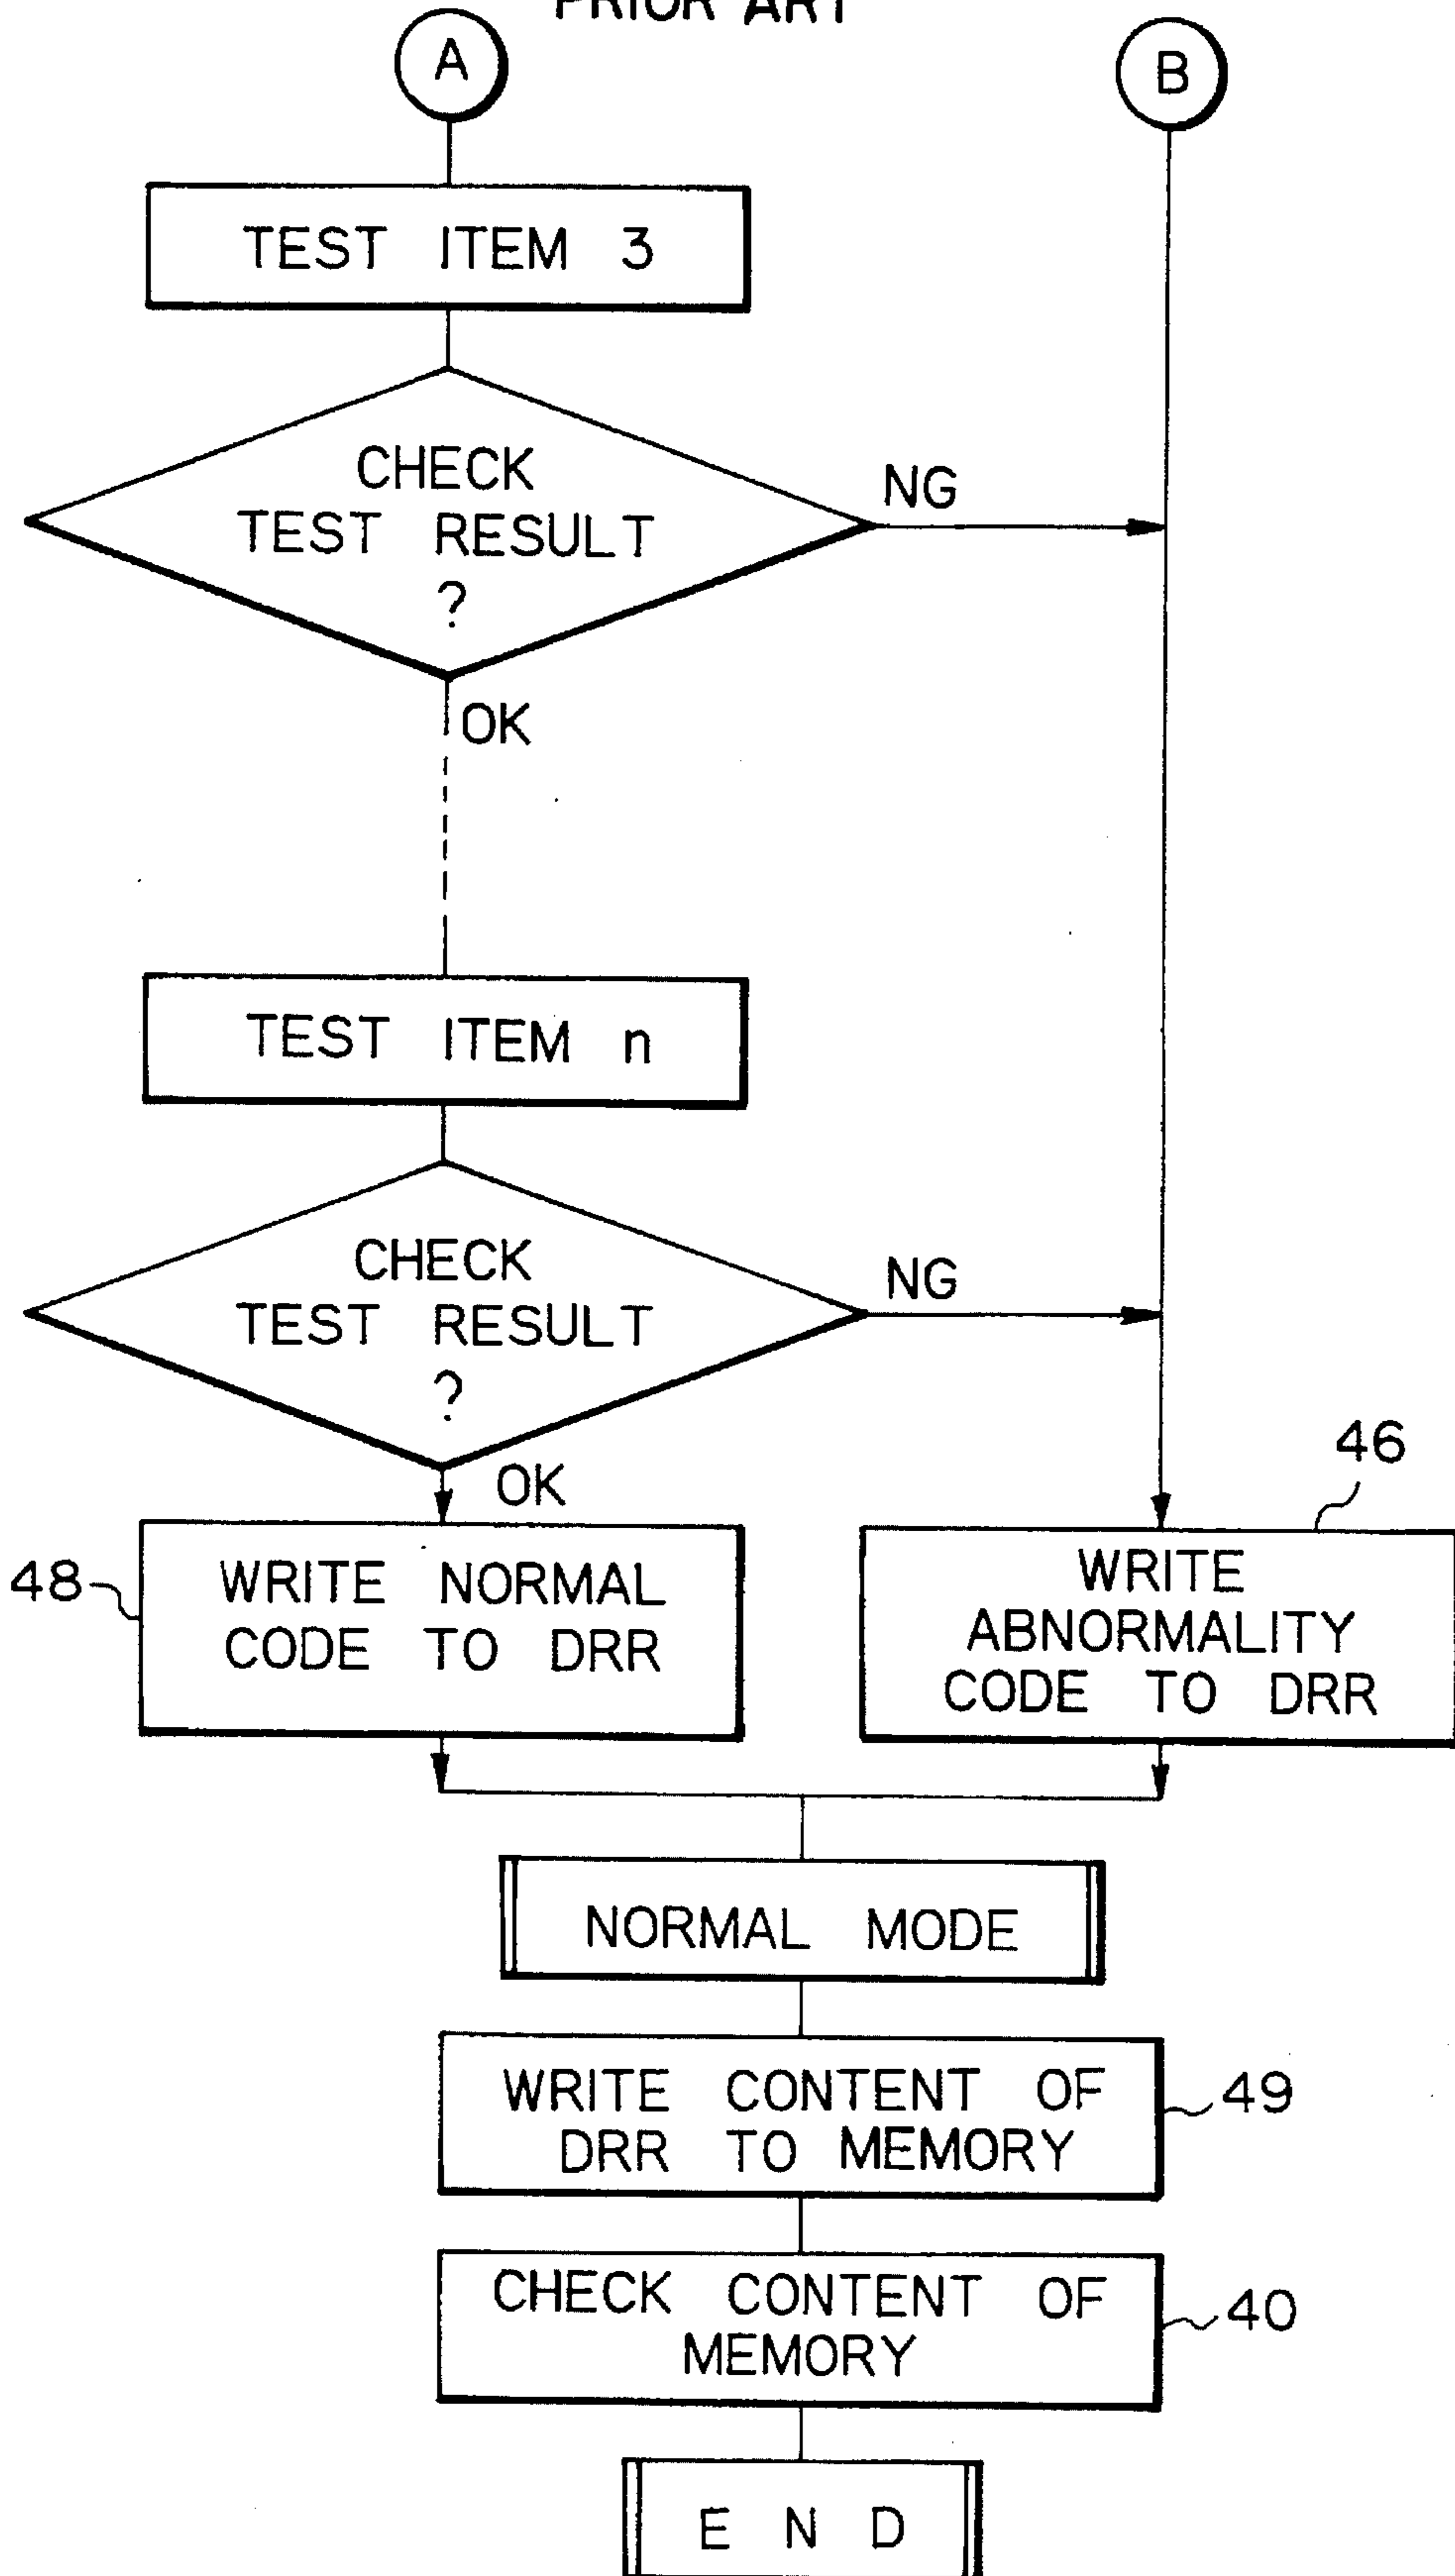 PRIOR ART
A
B
TEST ITEM 3
CHECK
TEST RESULT
?
NG
OK
TEST ITEM n
CHECK
TEST RESULT
?
NG
OK
46
48
WRITE NORMAL
CODE TO DRR
WRITE
ABNORMALITY
CODE TO DRR
NORMAL MODE
WRITE CONTENT OF
DRR TO MEMORY
49
CHECK CONTENT OF
MEMORY
40
E N D